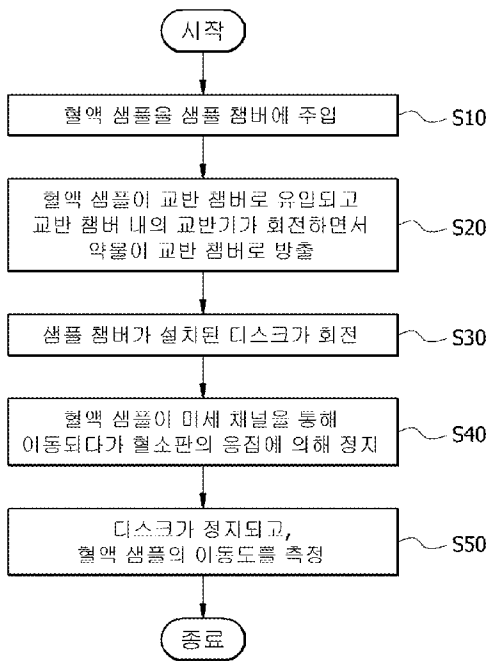 시작
혈액 샘플을 샘플 챔버에 주입
S10
혈액 샘플이 교반 챔버로 유입되고
교반 챔버 내의 교반기가 회전하면서
약물이 교반 챔버로 방출
S20
샘플 챔버가 설치된 디스크가 회전
S30
혈액 샘플이 미세 채널을 통해
이동되다가 혈소판의 응집에 의해 정지
S40
디스크가 정지되고,
혈액 샘플의 이동도를 측정
S50
종료